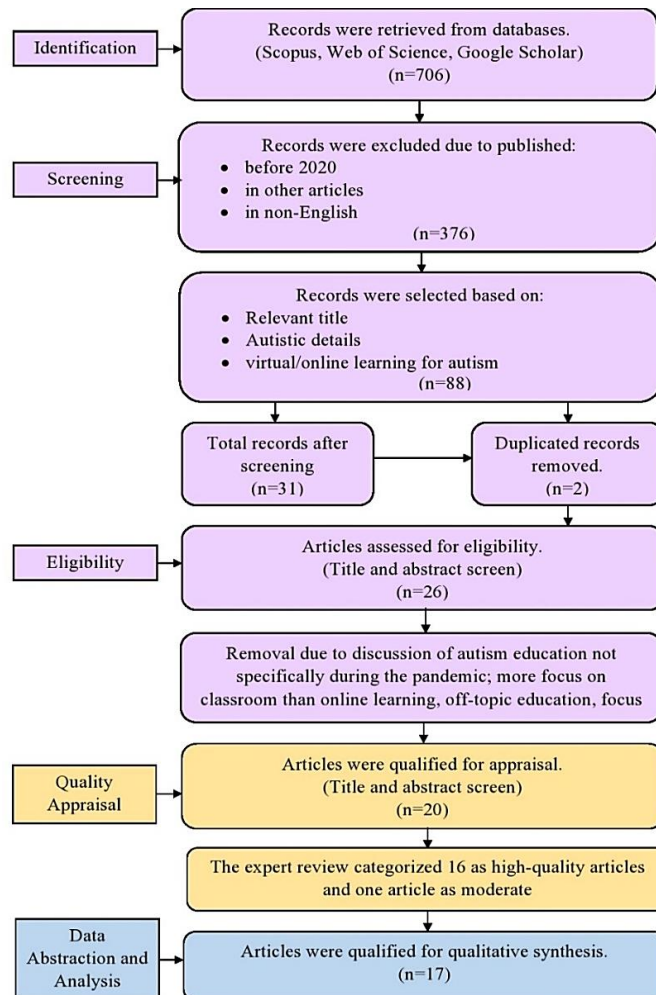 Identification
Records were retrieved from databases.
(Scopus, Web of Science, Google Scholar)
(n=706)
Screening
Records were excluded due to published:
• before 2020
• in other articles
• in non-English
(n=376)
Records were selected based on:
• Relevant title
• Autistic details
• virtual/online learning for autism
(n=88)
Total records after
screening
(n=31)
Duplicated records
removed.
(n=2)
Eligibility
Articles assessed for eligibility.
(Title and abstract screen)
(n=26)
Removal due to discussion of autism education not
specifically during the pandemic; more focus on
classroom than online learning, off-topic education, focus
Quality
Appraisal
Articles were qualified for appraisal.
(Title and abstract screen)
(n=20)
The expert review categorized 16 as high-quality articles
and one article as moderate
Data
Abstraction and
Analysis
Articles were qualified for qualitative synthesis.
(n=17)